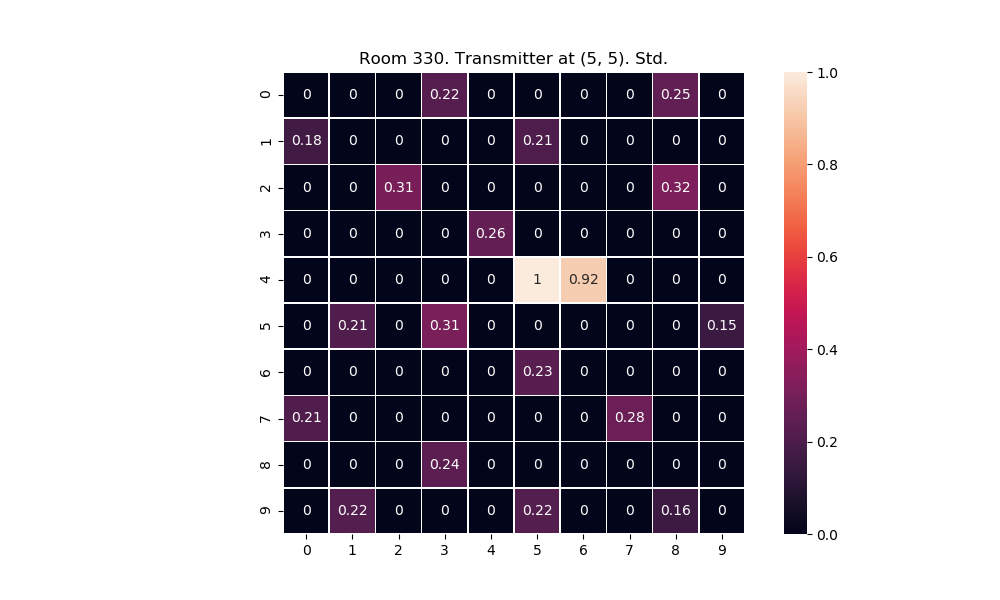 Room 330. Transmitter at (5, 5). Std.
0 0 0 0 0.22 0 0 0 0 0.25 0
1 0.18 0 0 0 0 0.21 0 0 0 0
2 0 0 0.31 0 0 0 0 0 0.32 0
3 0 0 0 0 0.26 0 0 0 0 0
4 0 0 0 0 0 1 0.92 0 0 0
5 0 0.21 0 0.31 0 0 0 0 0 0.15
6 0 0 0 0 0 0.23 0 0 0 0
7 0.21 0 0 0 0 0 0 0.28 0 0
8 0 0 0 0.24 0 0 0 0 0 0
9 0 0.22 0 0 0 0.22 0 0 0.16 0
0 1 2 3 4 5 6 7 8 9
1.0
0.8
0.6
0.4
0.2
0.0